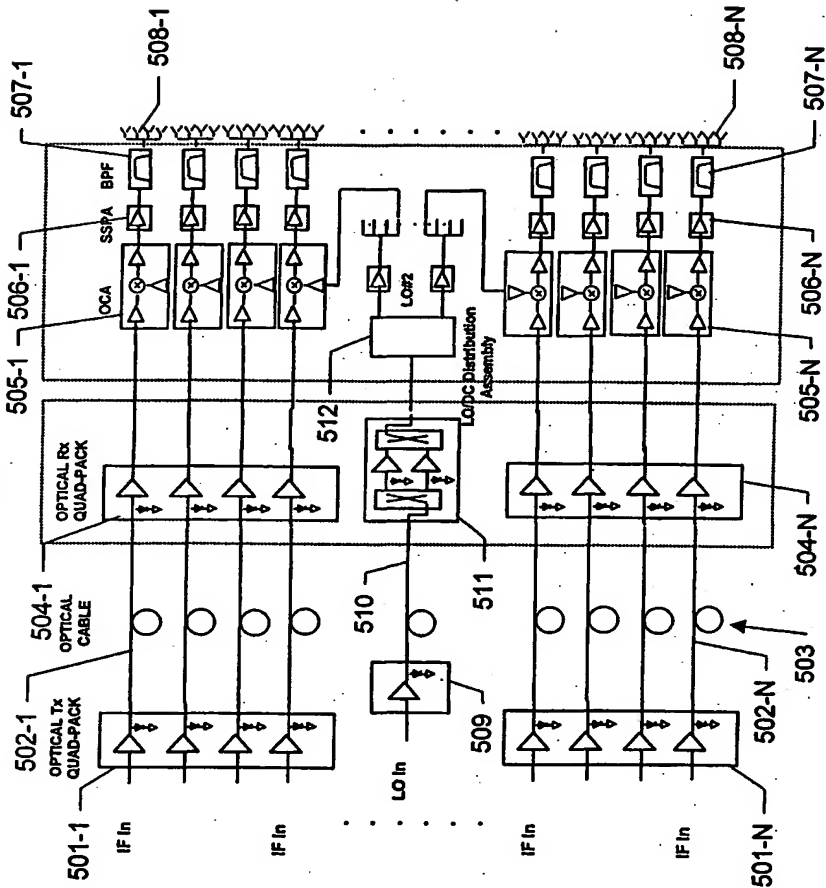 507-1
508-1
508-N
507-N
BPF
SSPA
506-1
OCA
505-1
LO#2
LO/DC Distribution
Assembly
512
506-N
505-N
OPTICAL Rx
QUAD-PACK
504-1
OPTICAL
CABLE
510
511
504-N
502-1
OPTICAL Tx
QUAD-PACK
501-1
LO In
509
503
502-N
501-N
IF In
IF In
IF In
IF In